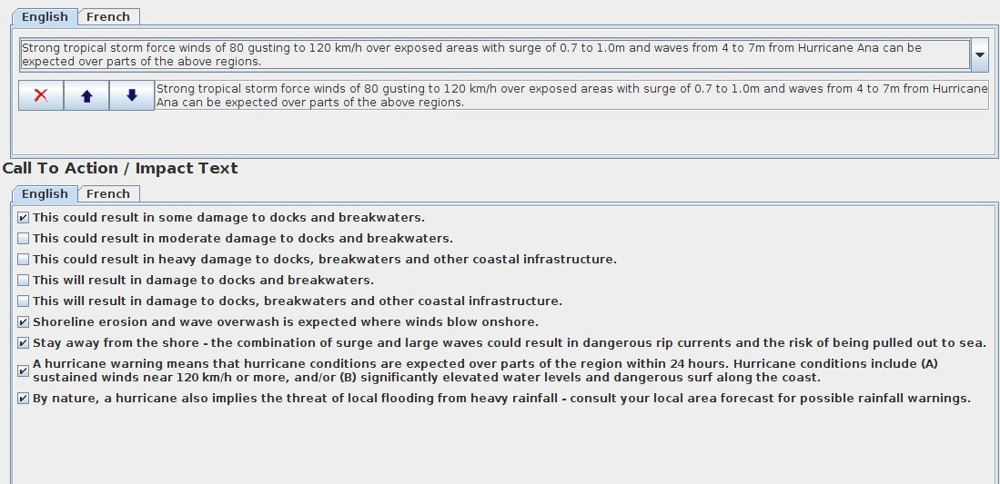 English French
Strong tropical storm force winds of 80 gusting to 120 km/h over exposed areas with surge of 0.7 to 1.0m and waves from 4 to 7m from Hurricane Ana can be
expected over parts of the above regions.
Strong tropical storm force winds of 80 gusting to 120 km/h over exposed areas with surge of 0.7 to 1.0m and waves from 4 to 7m from Hurricane
Ana can be expected over parts of the above regions.
Call To Action / Impact Text
English French
This could result in some damage to docks and breakwaters.
This could result in moderate damage to docks and breakwaters.
This could result in heavy damage to docks, breakwaters and other coastal infrastructure.
This will result in damage to docks and breakwaters.
This will result in damage to docks, breakwaters and other coastal infrastructure.
Shoreline erosion and wave overwash is expected where winds blow onshore.
Stay away from the shore - the combination of surge and large waves could result in dangerous rip currents and the risk of being pulled out to sea.
A hurricane warning means that hurricane conditions are expected over parts of the region within 24 hours. Hurricane conditions include (A)
sustained winds near 120 km/h or more, and/or (B) significantly elevated water levels and dangerous surf along the coast.
By nature, a hurricane also implies the threat of local flooding from heavy rainfall - consult your local area forecast for possible rainfall warnings.